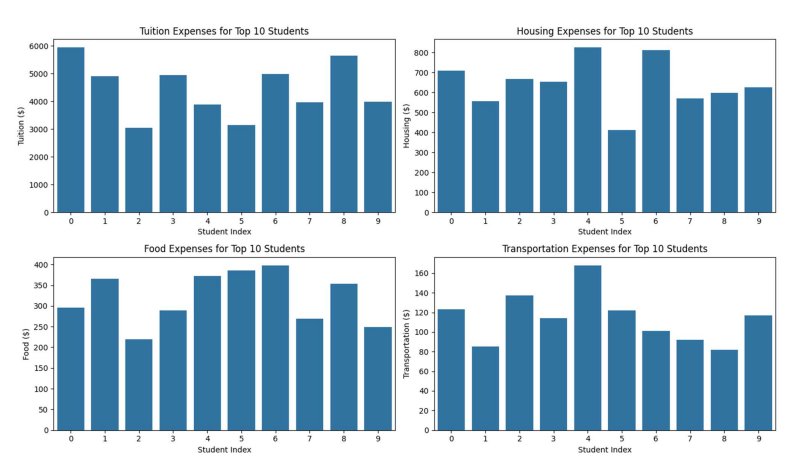 Tuition Expenses for Top 10 Students
6000
5000
4000
3000
2000
1000
0
Tuition ($)
0 1 2 3 4 5 6 7 8 9
Student Index
Housing Expenses for Top 10 Students
800
700
600
500
400
300
200
100
0
Housing ($)
0 1 2 3 4 5 6 7 8 9
Student Index
Food Expenses for Top 10 Students
400
350
300
250
200
150
100
50
0
Food ($)
0 1 2 3 4 5 6 7 8 9
Student Index
Transportation Expenses for Top 10 Students
160
140
120
100
80
60
40
20
0
Transportation ($)
0 1 2 3 4 5 6 7 8 9
Student Index